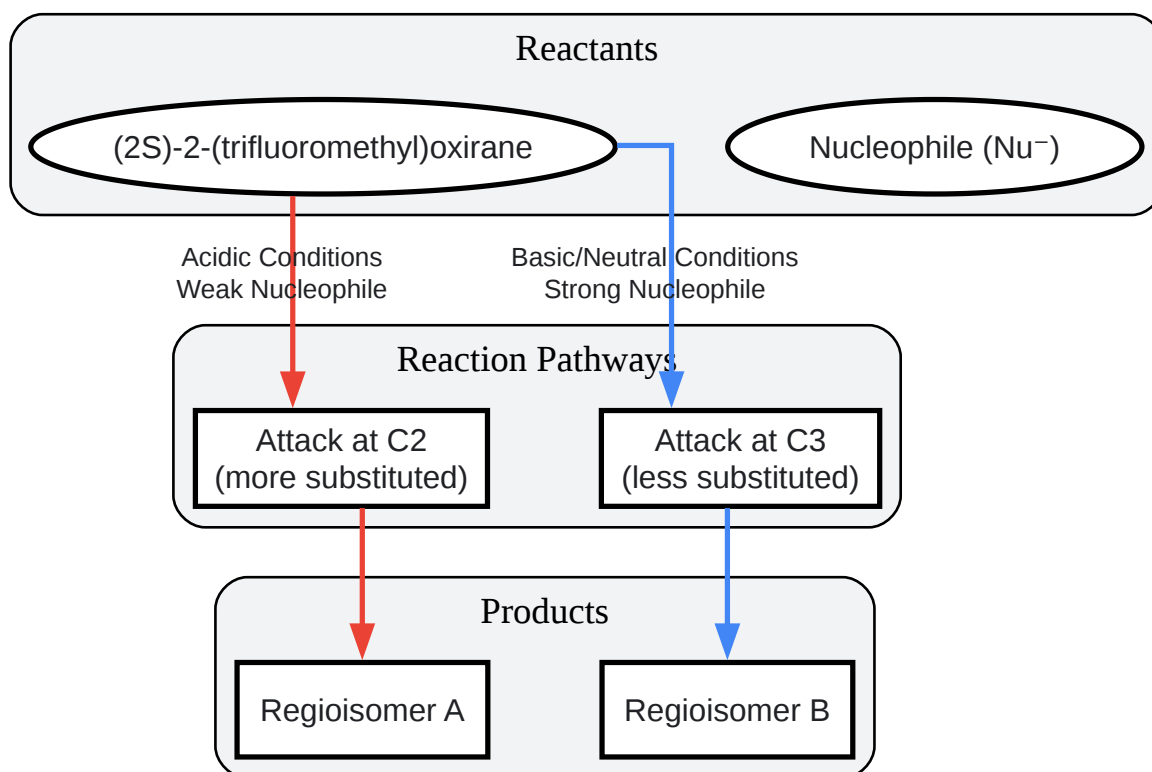 Reactants
(2S)-2-(trifluoromethyl)oxirane
Nucleophile (Nu⁻)
Acidic Conditions
Weak Nucleophile
Basic/Neutral Conditions
Strong Nucleophile
Reaction Pathways
Attack at C2
(more substituted)
Attack at C3
(less substituted)
Products
Regioisomer A
Regioisomer B